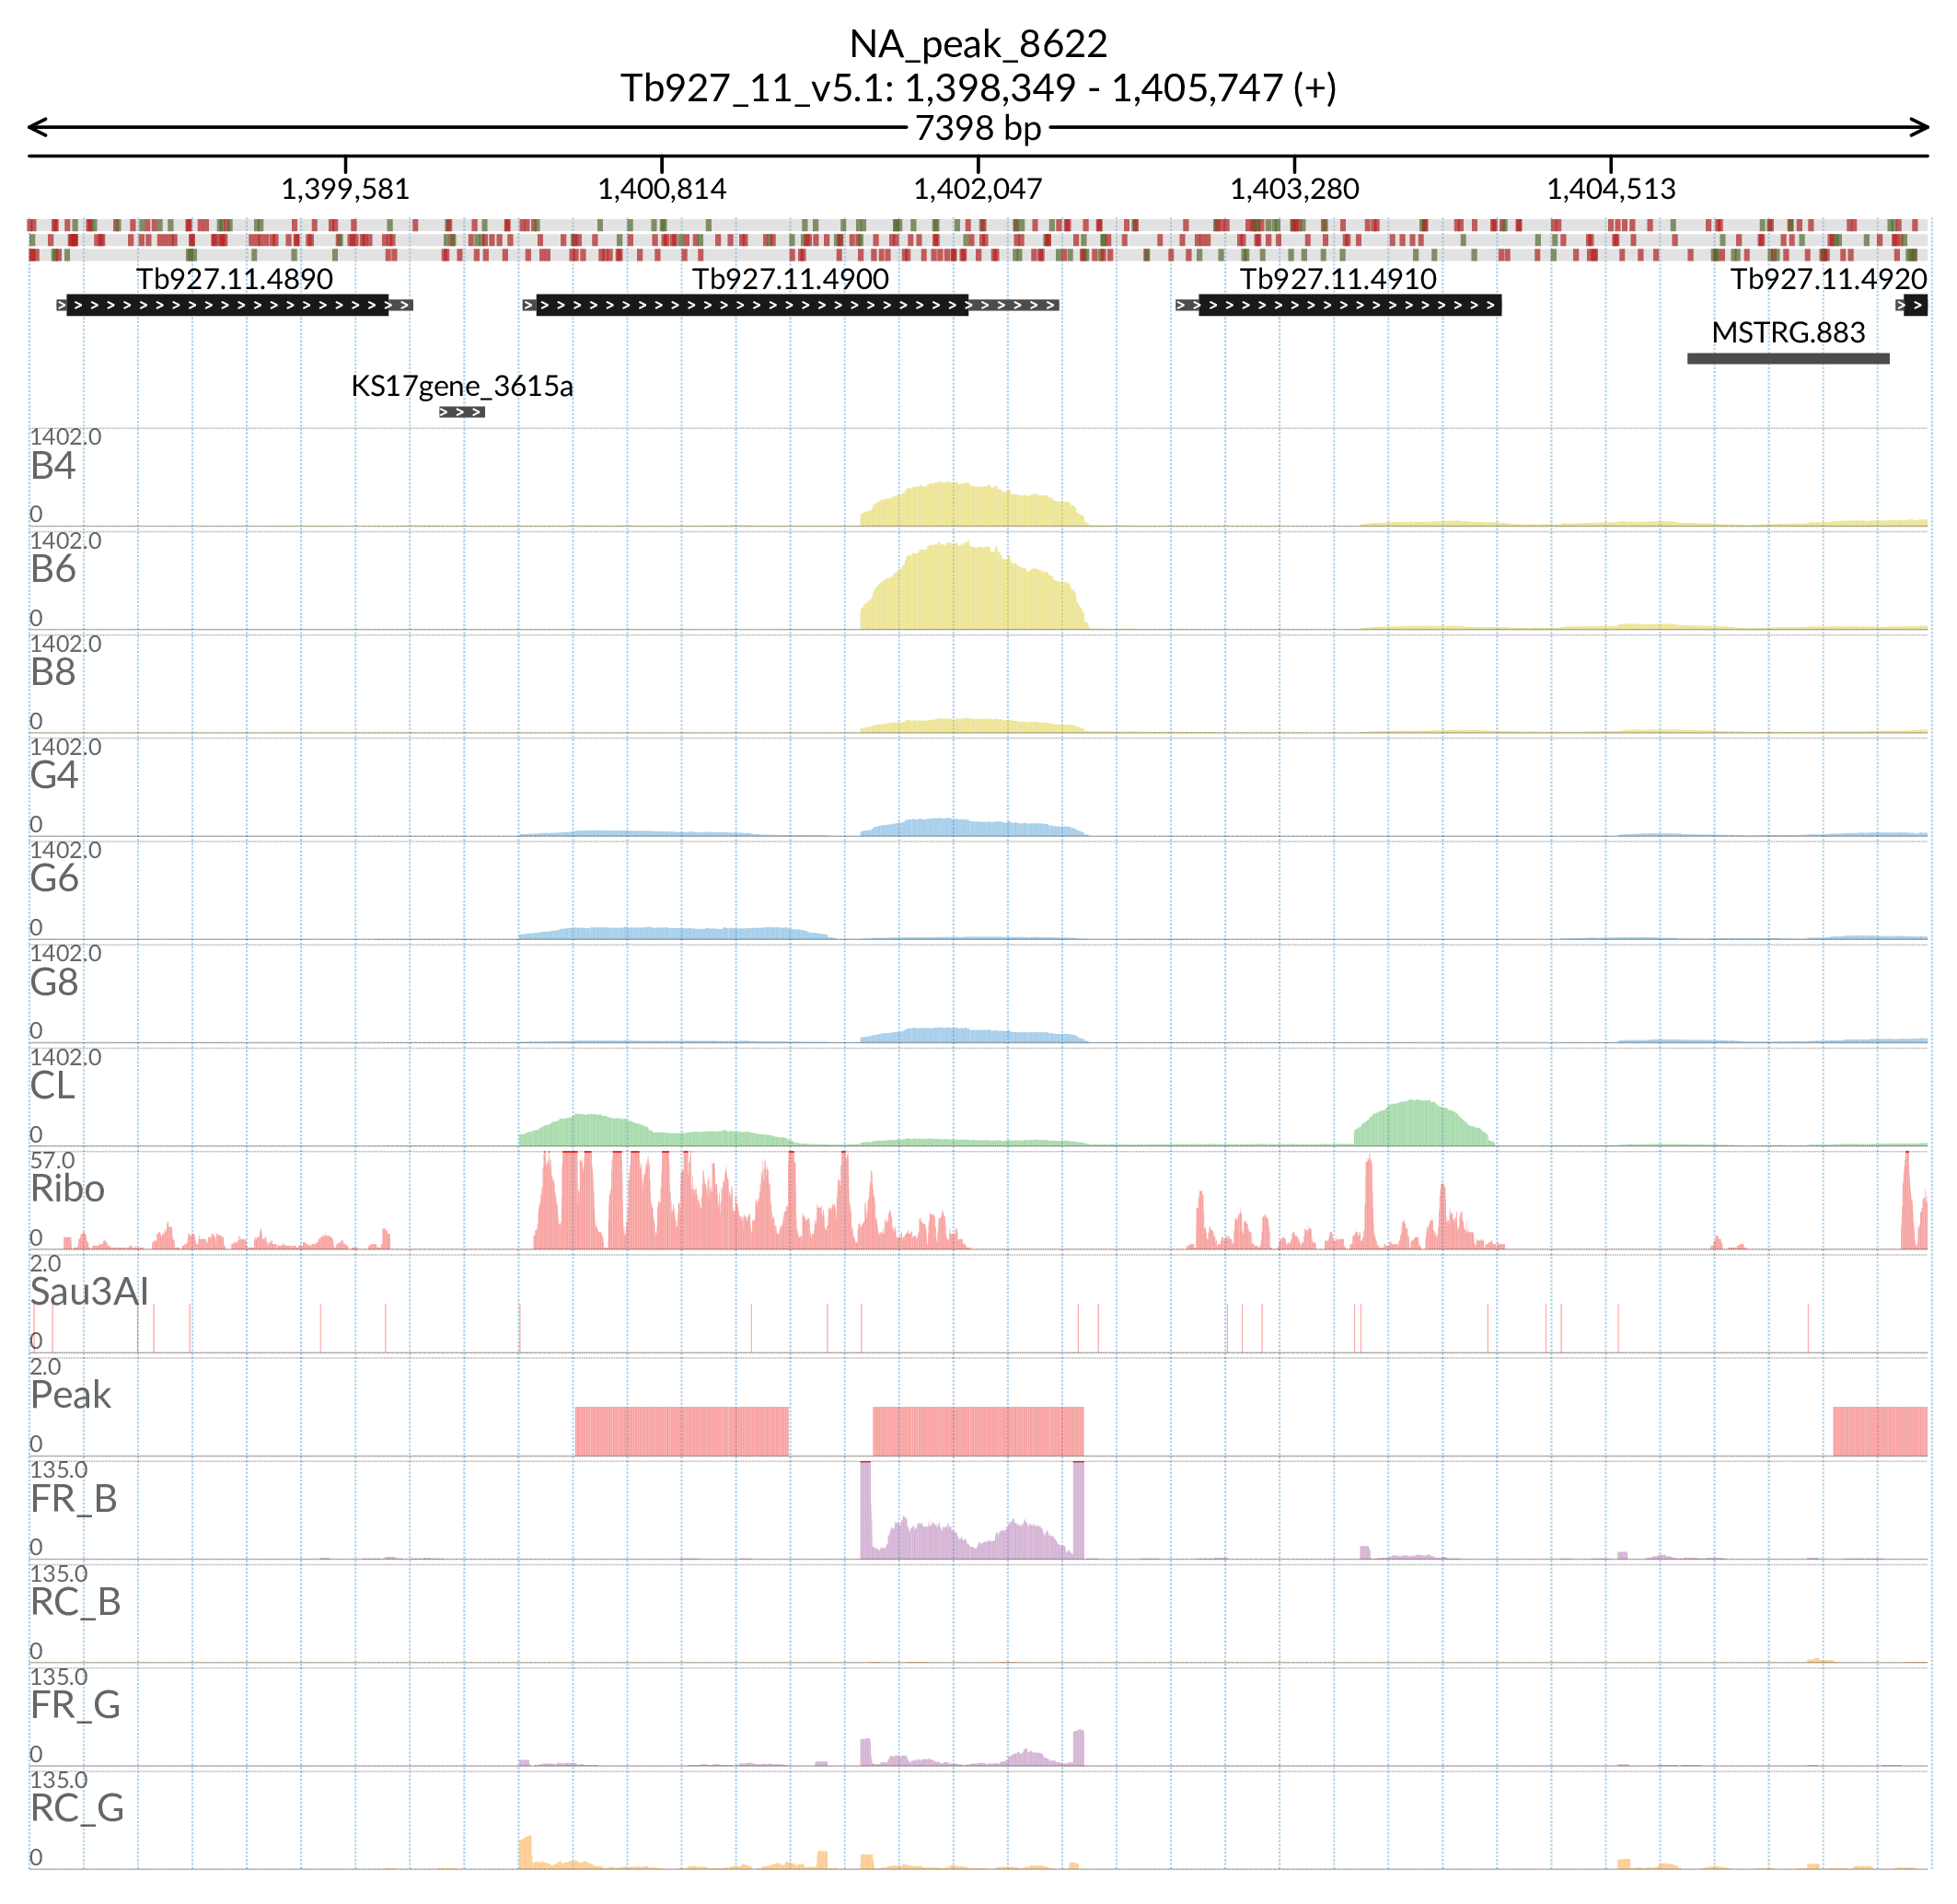 NA_peak_8622
Tb927_11_v5.1: 1,398,349 - 1,405,747 (+)
7398 bp
1,399,581 1,400,814 1,402,047 1,403,280 1,404,513
Tb927.11.4890 Tb927.11.4900 Tb927.11.4910 Tb927.11.4920
MSTRG.883
KS17gene_3615a
1402.0
B4
0
1402.0
B6
0
1402.0
B8
0
1402.0
G4
0
1402.0
G6
0
1402.0
G8
0
1402.0
CL
0
57.0
Ribo
0
2.0
Sau3AI
0
2.0
Peak
0
135.0
FR_B
0
135.0
RC_B
0
135.0
FR_G
0
135.0
RC_G
0